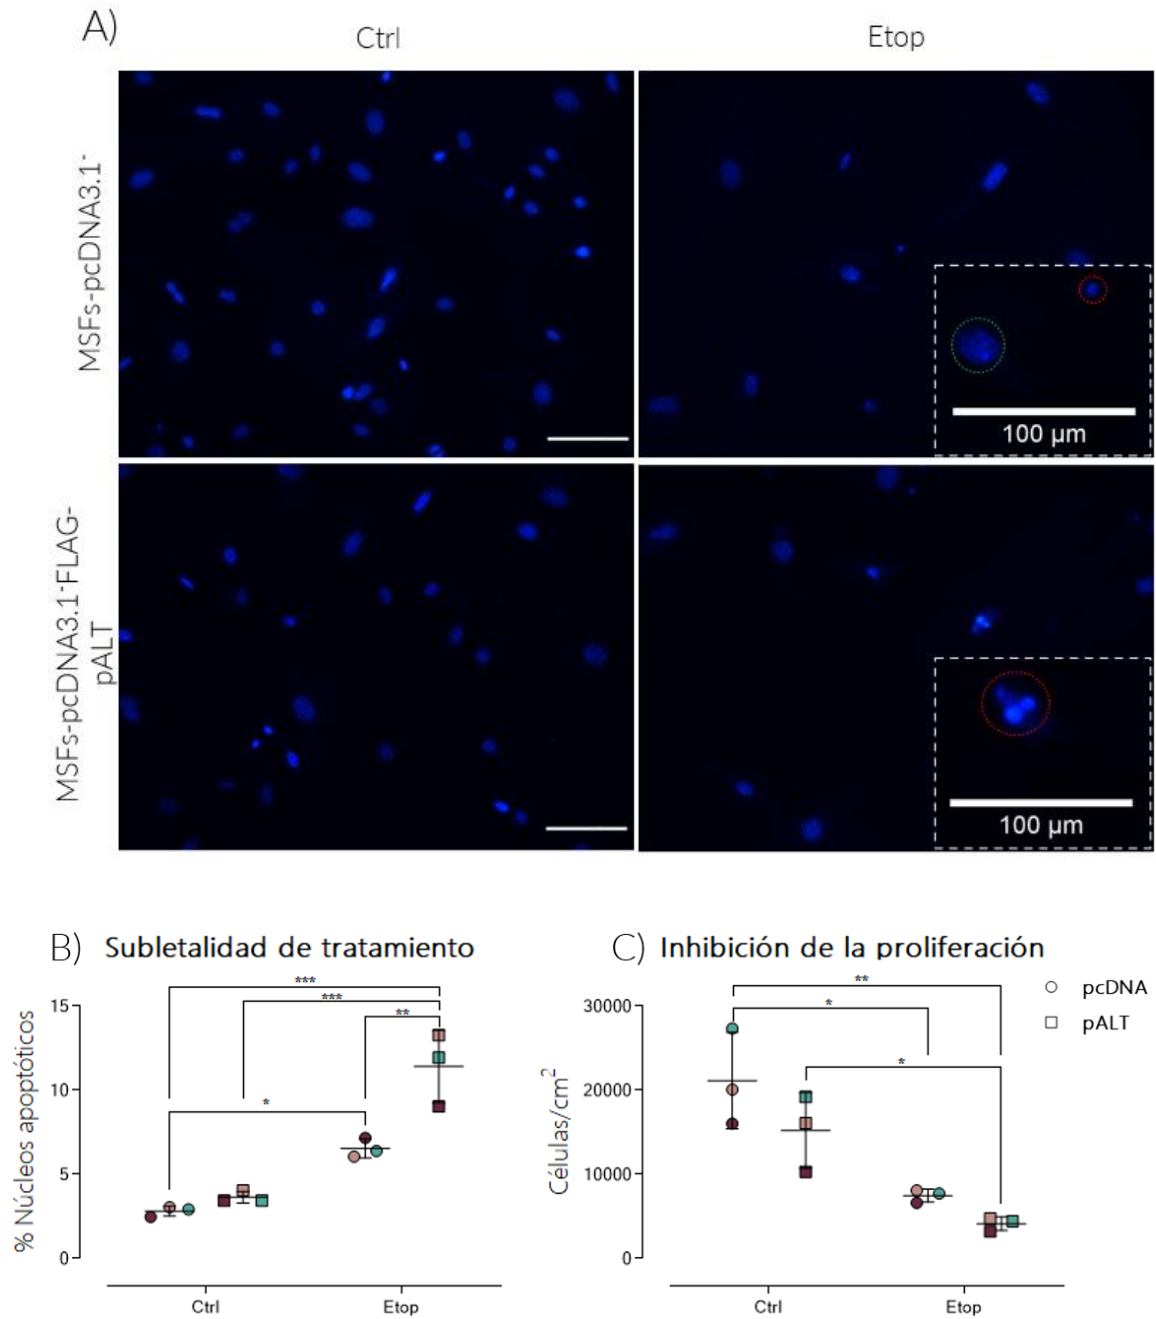 A)
Ctrl
Etop
MSFs-pcDNA3.1-
100 µm
MSFs-pcDNA3.1-FLAG-
pALT
100 µm
B) Subletalidad de tratamiento
***
***
**
*
15
10
5
0
% Núcleos apoptóticos
Ctrl
Etop
C) Inhibición de la proliferación
**
*
*
30000
20000
10000
0
Células/cm²
Ctrl
Etop
pcDNA
pALT